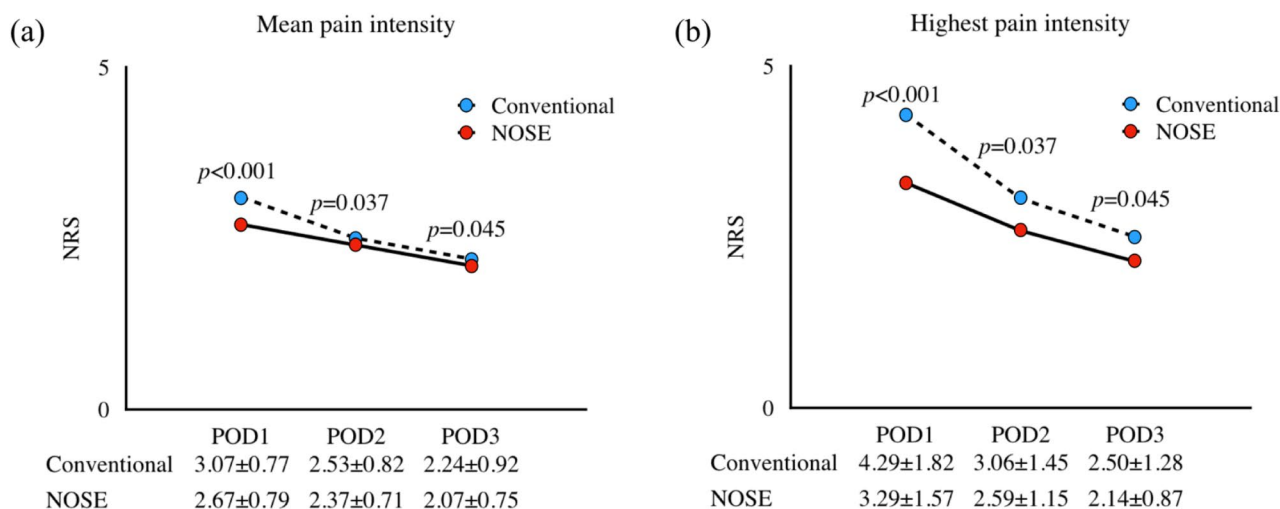 (a)
Mean pain intensity
5
Conventional
NOSE
p<0.001
p=0.037
p=0.045
NRS
0
POD1 POD2 POD3
Conventional 3.07±0.77 2.53±0.82 2.24±0.92
NOSE 2.67±0.79 2.37±0.71 2.07±0.75
(b)
Highest pain intensity
5
Conventional
NOSE
p<0.001
p=0.037
p=0.045
NRS
0
POD1 POD2 POD3
Conventional 4.29±1.82 3.06±1.45 2.50±1.28
NOSE 3.29±1.57 2.59±1.15 2.14±0.87